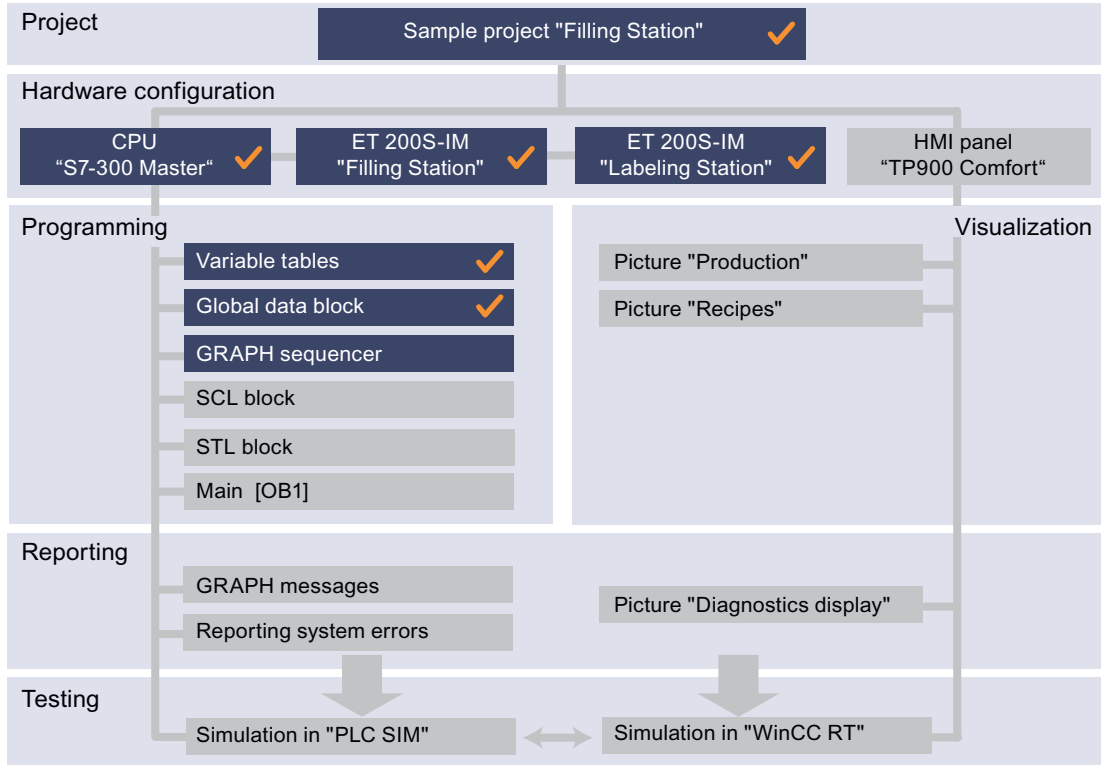 Project
Sample project "Filling Station"
Hardware configuration
CPU
“S7-300 Master“
ET 200S-IM
"Filling Station"
ET 200S-IM
"Labeling Station"
HMI panel
“TP900 Comfort“
Programming
Visualization
Variable tables
Global data block
GRAPH sequencer
SCL block
STL block
Main [OB1]
Picture "Production"
Picture "Recipes"
Reporting
GRAPH messages
Reporting system errors
Picture "Diagnostics display"
Testing
Simulation in "PLC SIM"
Simulation in "WinCC RT"